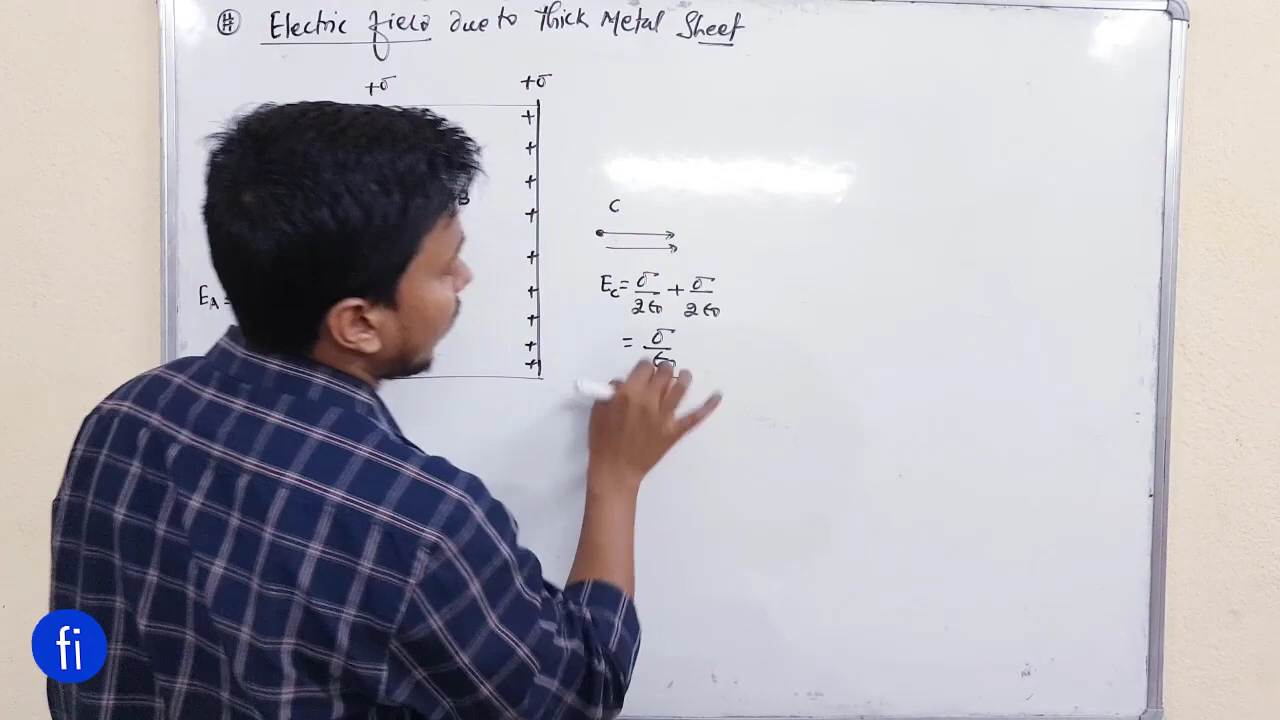 ⌗ Electric field due to thick Metal Sheet
+σ +σ
+
+
+
B +
C
+
E_A = +
E_C = σ/2ε₀ + σ/2ε₀
+
= σ/ε₀
+
+
fi